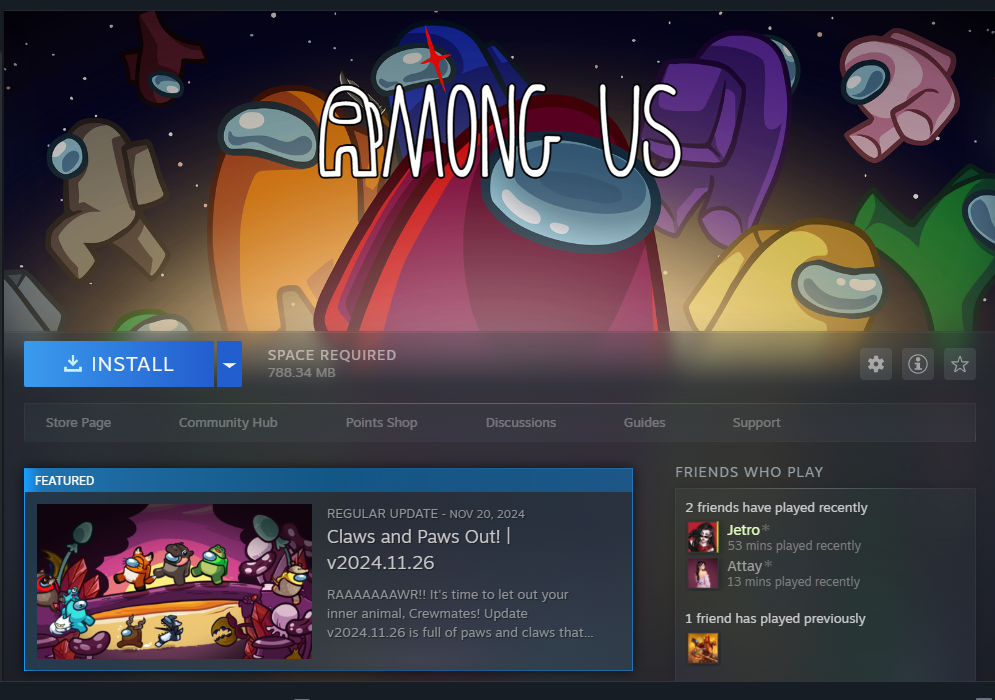 AMONG US
INSTALL
SPACE REQUIRED
788.34 MB
Store Page
Community Hub
Points Shop
Discussions
Guides
Support
FEATURED
REGULAR UPDATE - NOV 20, 2024
Claws and Paws Out! |
v2024.11.26
RAAAAAAAWR!! It's time to let out your
inner animal, Crewmates! Update
v2024.11.26 is full of paws and claws that...
FRIENDS WHO PLAY
2 friends have played recently
Jetro*
53 mins played recently
Attay*
13 mins played recently
1 friend has played previously